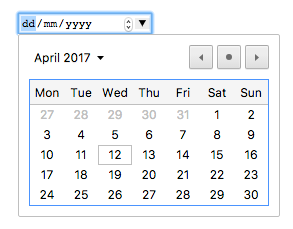 dd/mm/yyyy
April 2017
Mon Tue Wed Thu Fri Sat Sun
27 28 29 30 31 1 2
3 4 5 6 7 8 9
10 11 12 13 14 15 16
17 18 19 20 21 22 23
24 25 26 27 28 29 30